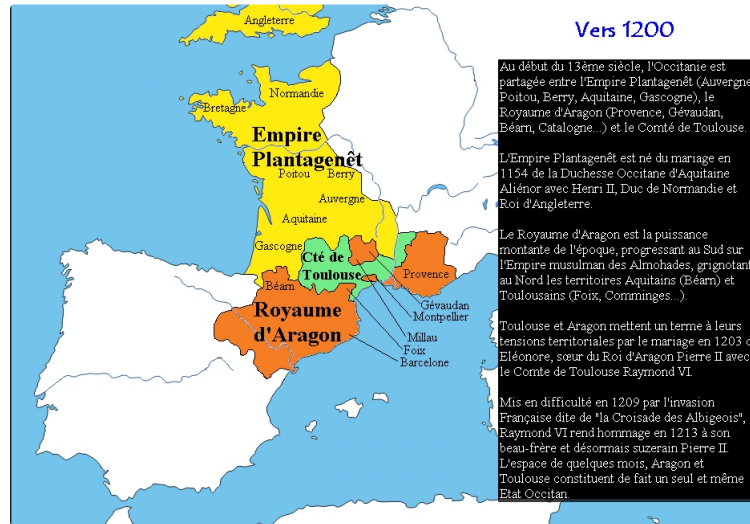 Vers 1200
Angleterre
Normandie
Bretagne
Empire
Plantagenêt
Poitou Berry
Auvergne
Aquitaine
Gascogne
Cté de
Toulouse
Provence
Béarn
Gévaudan
Montpellier
Royaume
d'Aragon
Millau
Foix
Barcelone
Au début du 13ème siècle, l'Occitanie est
partagée entre l'Empire Plantagenêt (Auvergne
Poitou, Berry, Aquitaine, Gascogne), le
Royaume d'Aragon (Provence, Gévaudan,
Béarn, Catalogne...) et le Comté de Toulouse.
L'Empire Plantagenêt est né du mariage en
1154 de la Duchesse Occitane d'Aquitaine
Aliénor avec Henri II, Duc de Normandie et
Roi d'Angleterre.
Le Royaume d'Aragon est la puissance
montante de l'époque, progressant au Sud sur
l'Empire musulman des Almohades, grignotant
au Nord les territoires Aquitains (Béarn) et
Toulousains (Foix, Comminges...).
Toulouse et Aragon mettent un terme à leurs
tensions territoriales par le mariage en 1203 d
Eléonore, sœur du Roi d'Aragon Pierre II avec
le Comte de Toulouse Raymond VI.
Mis en difficulté en 1209 par l'invasion
Française dite de "la Croisade des Albigeois",
Raymond VI rend hommage en 1213 à son
beau-frère et désormais suzerain Pierre II.
L'espace de quelques mois, Aragon et
Toulouse constituent de fait un seul et même
Etat Occitan.